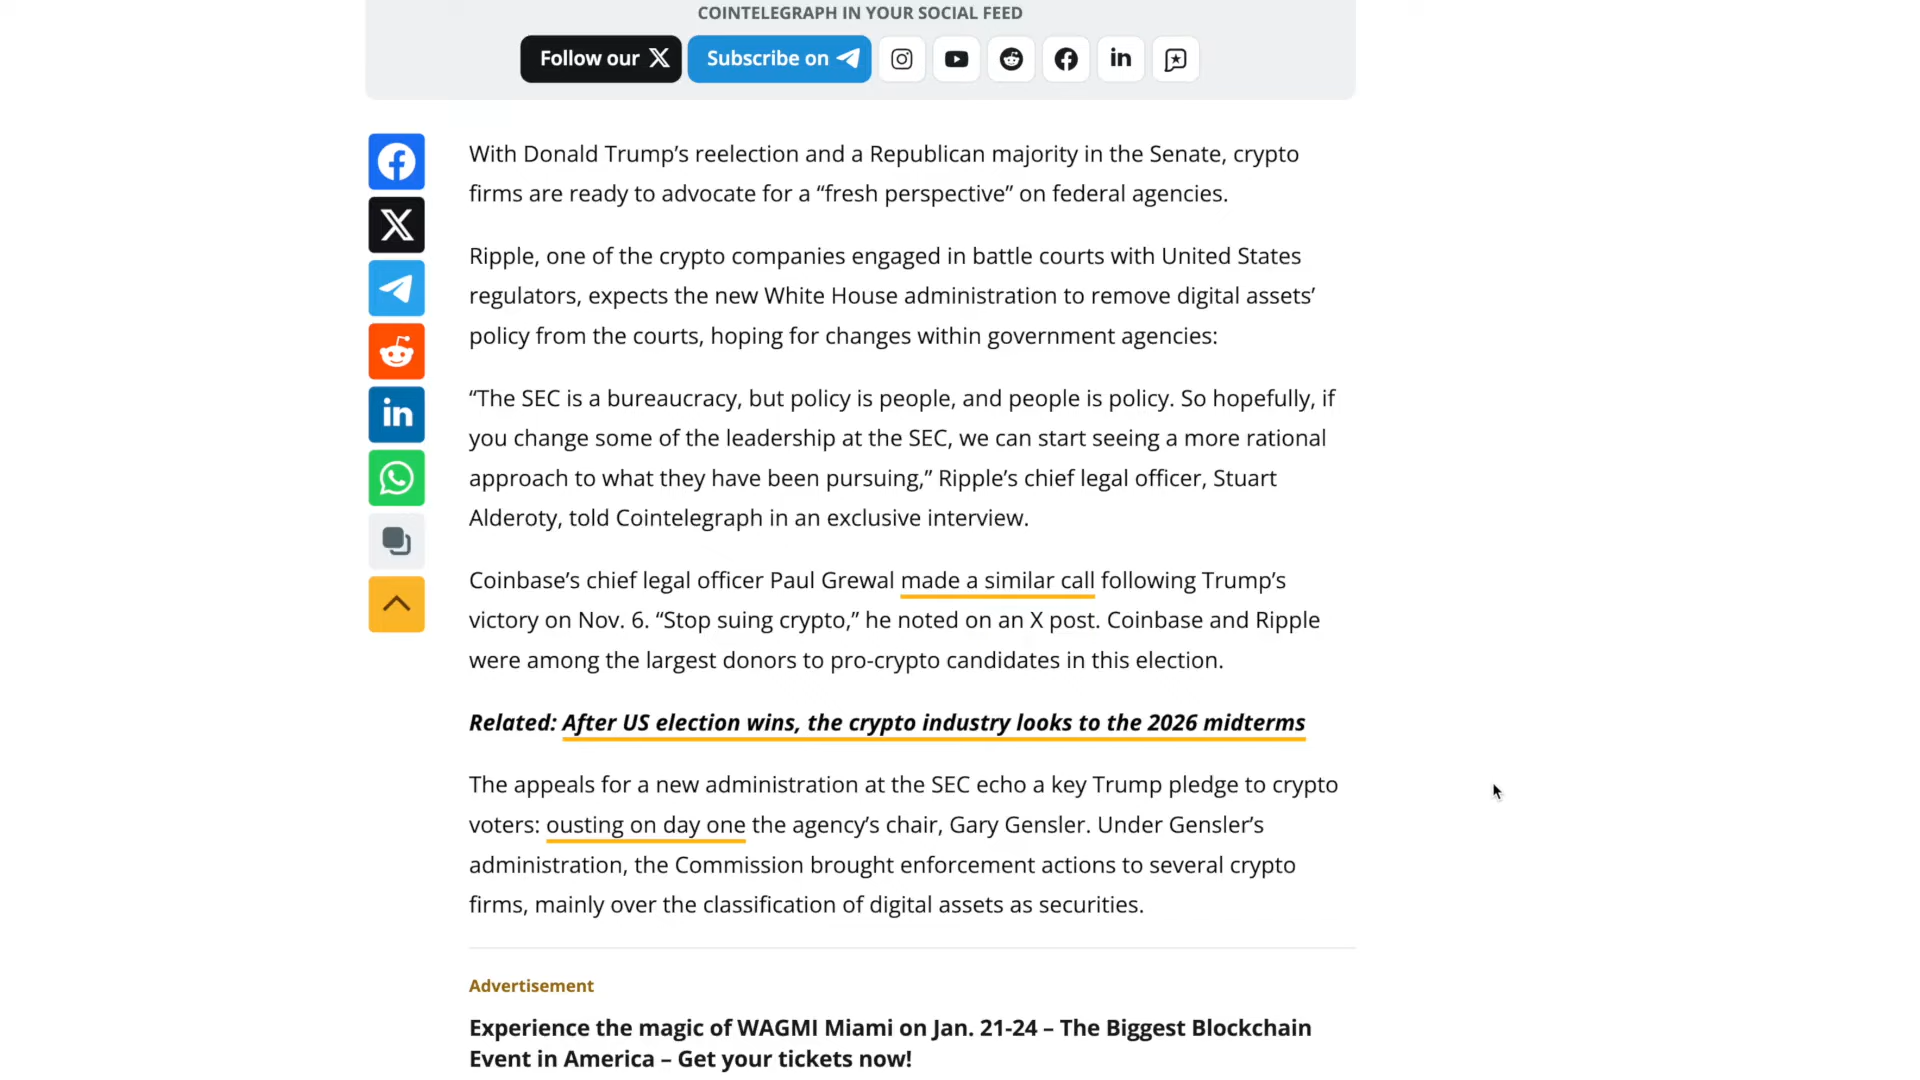 COINTELEGRAPH IN YOUR SOCIAL FEED
Follow our X
Subscribe on
in
With Donald Trump’s reelection and a Republican majority in the Senate, crypto
firms are ready to advocate for a “fresh perspective” on federal agencies.
Ripple, one of the crypto companies engaged in battle courts with United States
regulators, expects the new White House administration to remove digital assets’
policy from the courts, hoping for changes within government agencies:
“The SEC is a bureaucracy, but policy is people, and people is policy. So hopefully, if
you change some of the leadership at the SEC, we can start seeing a more rational
approach to what they have been pursuing,” Ripple’s chief legal officer, Stuart
Alderoty, told Cointelegraph in an exclusive interview.
Coinbase’s chief legal officer Paul Grewal made a similar call following Trump’s
victory on Nov. 6. “Stop suing crypto,” he noted on an X post. Coinbase and Ripple
were among the largest donors to pro-crypto candidates in this election.
Related: After US election wins, the crypto industry looks to the 2026 midterms
The appeals for a new administration at the SEC echo a key Trump pledge to crypto
voters: ousting on day one the agency’s chair, Gary Gensler. Under Gensler’s
administration, the Commission brought enforcement actions to several crypto
firms, mainly over the classification of digital assets as securities.
Advertisement
Experience the magic of WAGMI Miami on Jan. 21-24 – The Biggest Blockchain
Event in America – Get your tickets now!